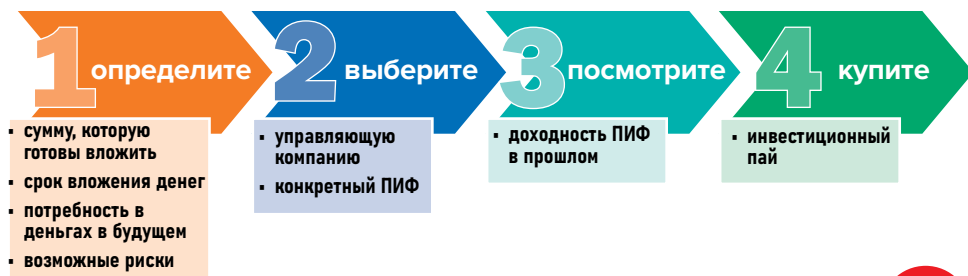 1 определите
▪ сумму, которую
готовы вложить
▪ срок вложения денег
▪ потребность в
деньгах в будущем
▪ возможные риски
2 выберите
▪ управляющую
компанию
▪ конкретный ПИФ
3 посмотрите
▪ доходность ПИФ
в прошлом
4 купите
▪ инвестиционный
пай